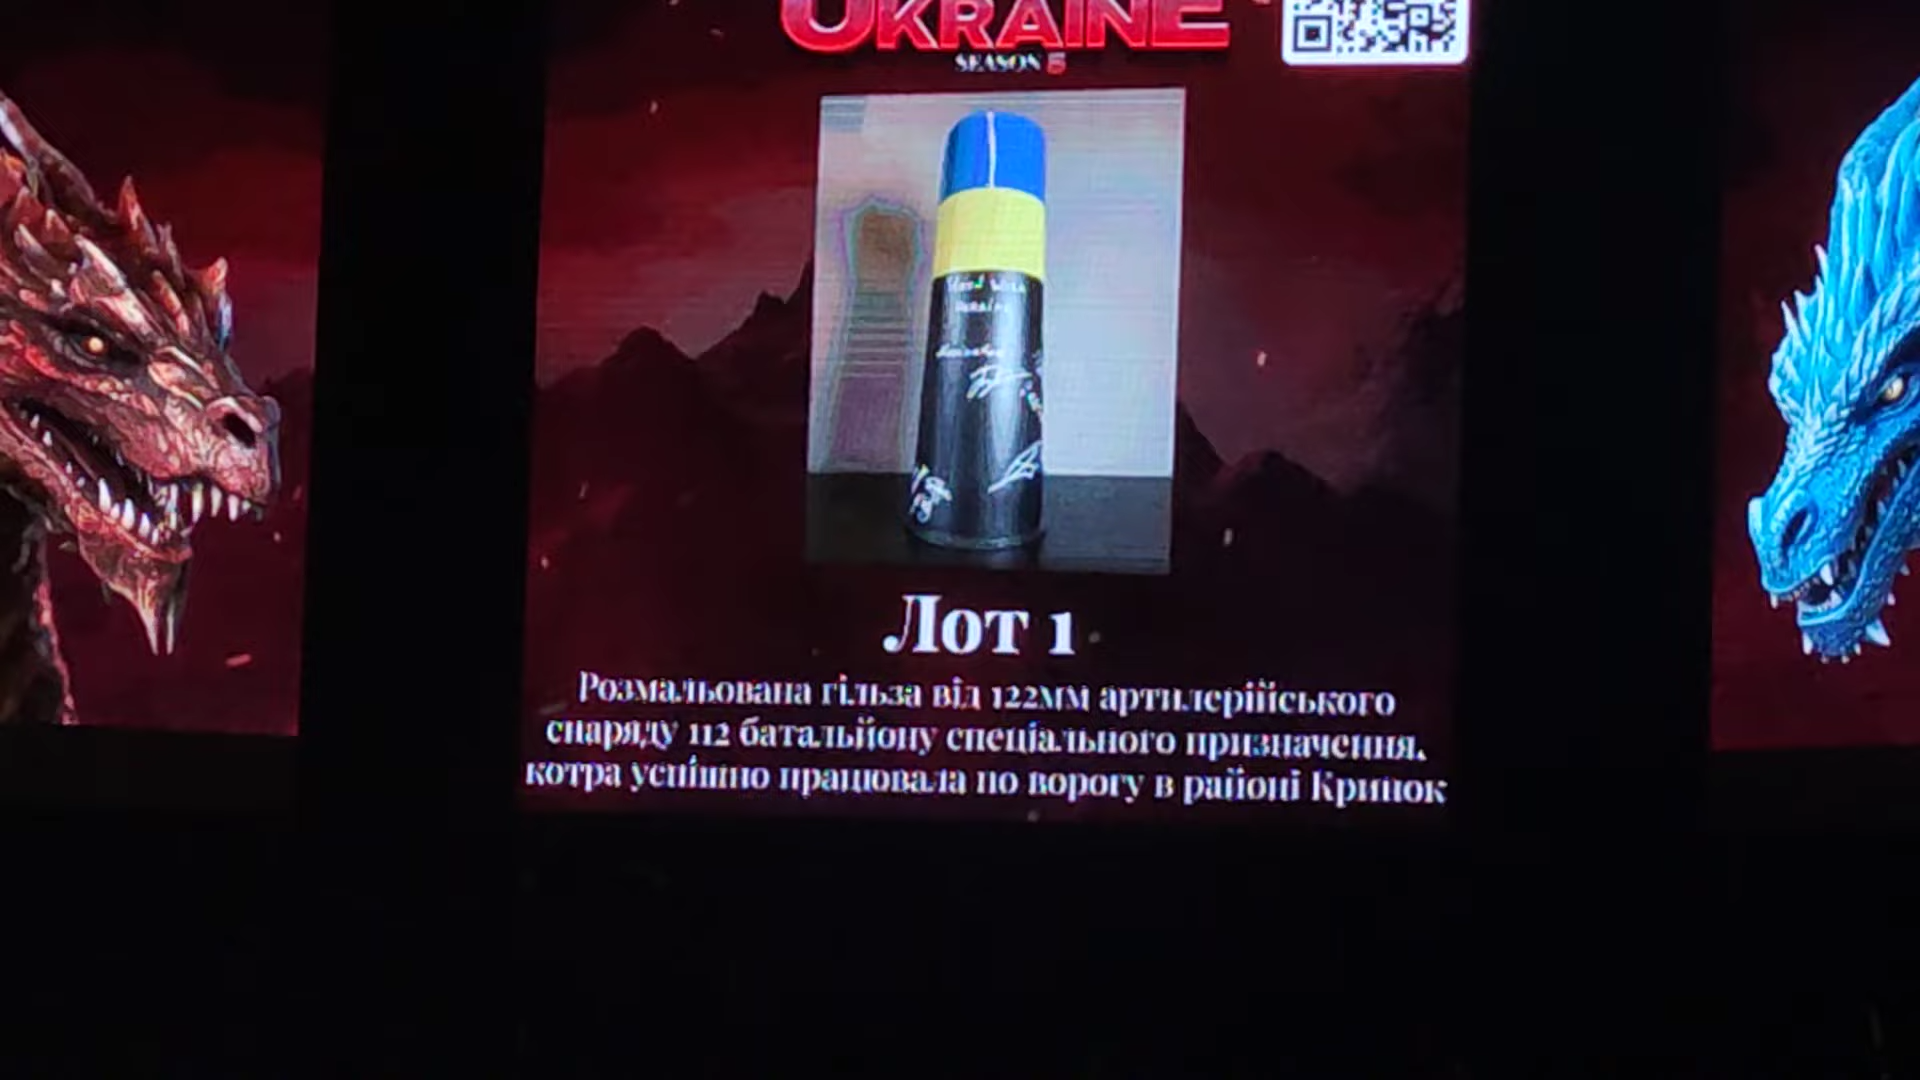 UKRAINE
SEASON 5
Лот 1
Розмальована гільза від 122мм артилерійського
снаряду 112 батальйону спеціального призначення,
котра успішно працювала по ворогу в районі Кринок